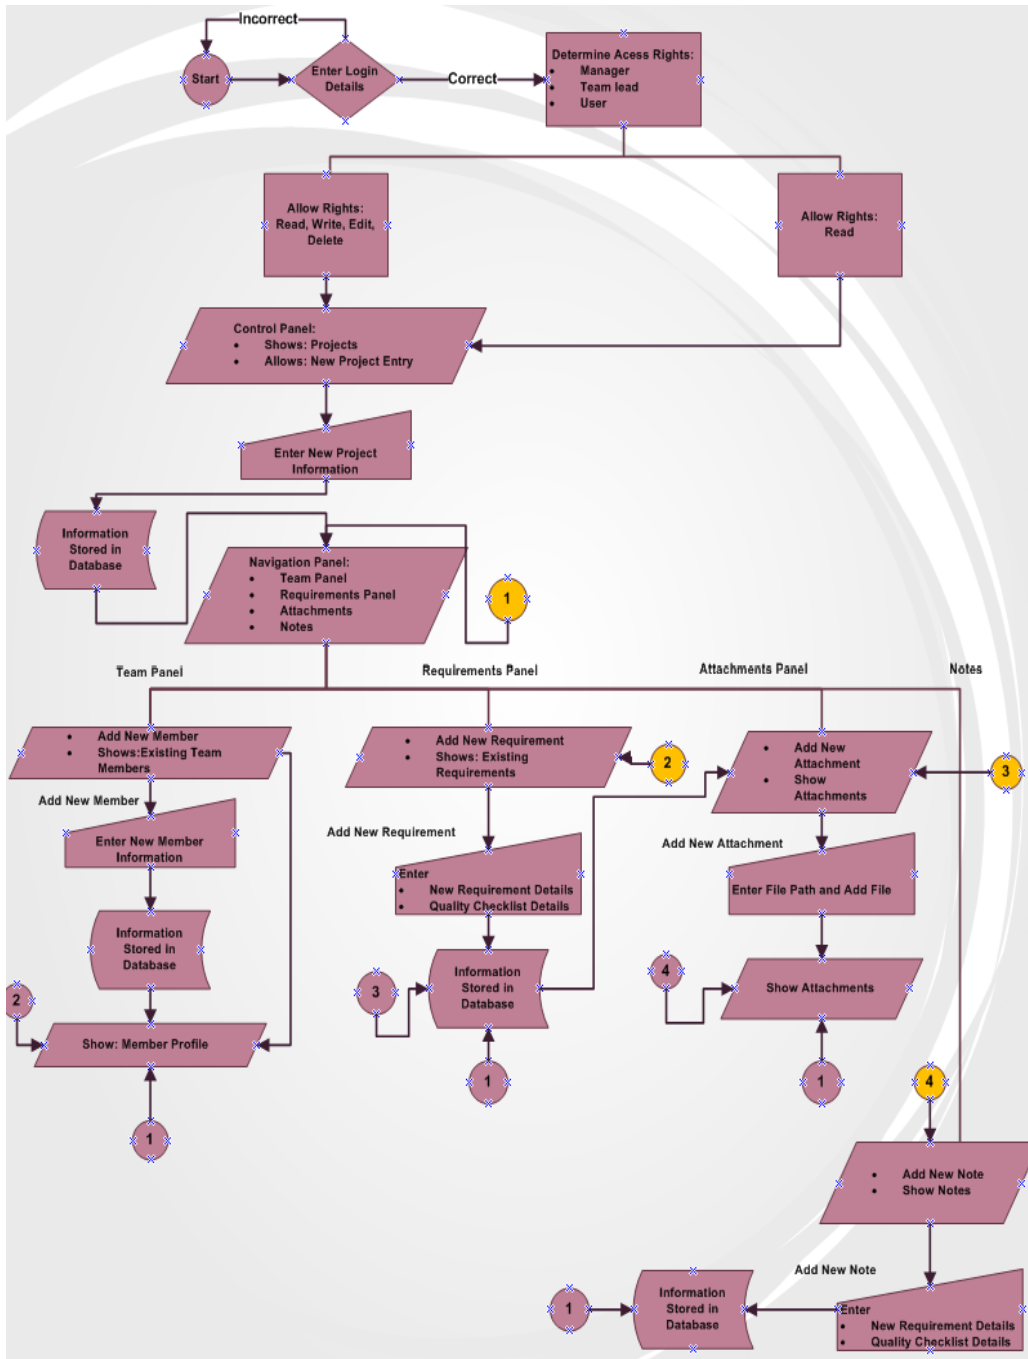 Incorrect
Start
Enter Login
Details
Correct
Determine Acess Rights:
• Manager
• Team lead
• User
Allow Rights:
Read, Write, Edit,
Delete
Allow Rights:
Read
Control Panel:
• Shows: Projects
• Allows: New Project Entry
Enter New Project
Information
Information
Stored in
Database
Navigation Panel:
• Team Panel
• Requirements Panel
• Attachments
• Notes
1
Team Panel
Requirements Panel
Attachments Panel
Notes
• Add New Member
• Shows:Existing Team
Members
• Add New Requirement
• Shows: Existing
Requirements
2
• Add New
Attachment
• Show
Attachments
3
Add New Member
Enter New Member
Information
Add New Requirement
Enter
• New Requirement Details
• Quality Checklist Details
Add New Attachment
Enter File Path and Add File
Information
Stored in
Database
2
Show: Member Profile
1
3
Information
Stored in
Database
1
4
Show Attachments
1
4
• Add New Note
• Show Notes
Add New Note
1
Information
Stored in
Database
Enter
• New Requirement Details
• Quality Checklist Details